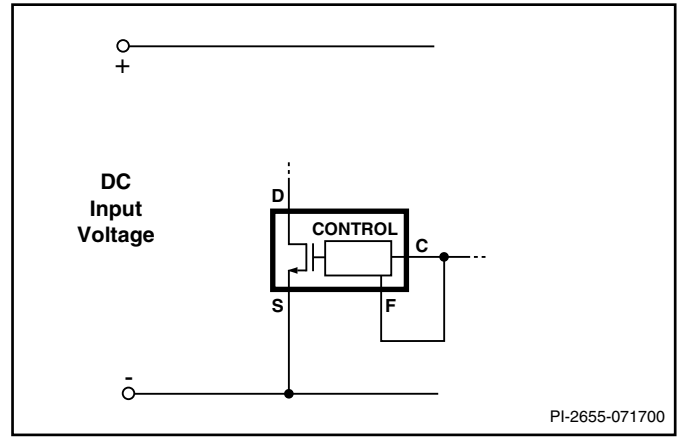 +
DC
Input
Voltage
D
CONTROL
C
S
F
-
PI-2655-071700